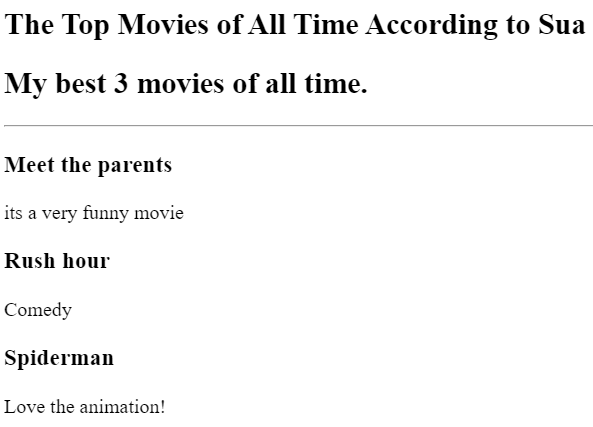 The Top Movies of All Time According to Sua
My best 3 movies of all time.
Meet the parents
its a very funny movie
Rush hour
Comedy
Spiderman
Love the animation!